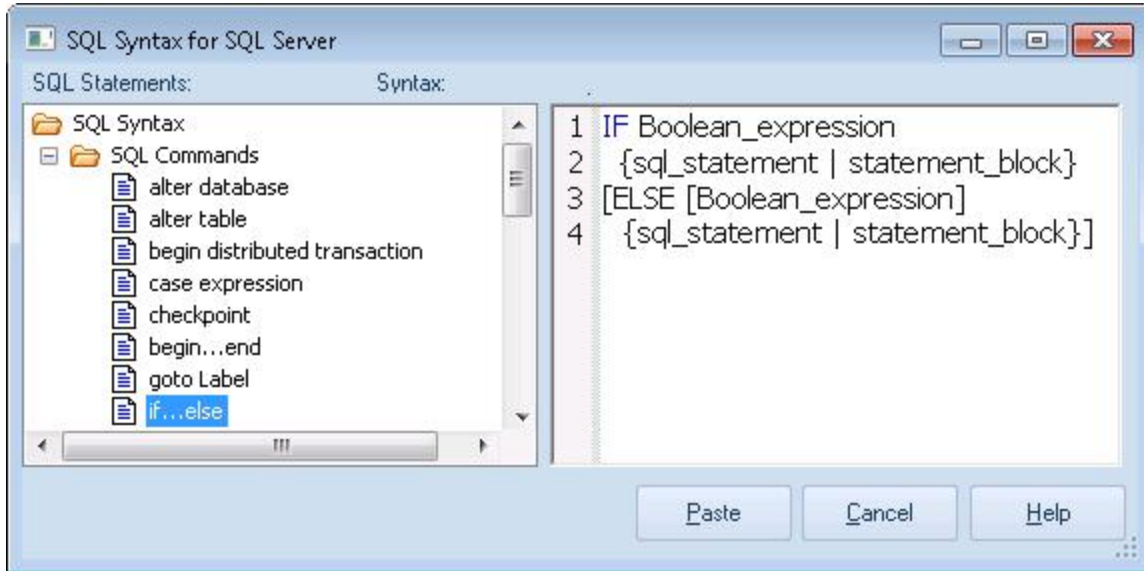 SQL Syntax for SQL Server
SQL Statements:
Syntax:
SQL Syntax
SQL Commands
alter database
alter table
begin distributed transaction
case expression
checkpoint
begin...end
goto Label
if...else
1 IF Boolean_expression
2 {sql_statement | statement_block}
3 [ELSE [Boolean_expression]
4 {sql_statement | statement_block}]
Paste
Cancel
Help